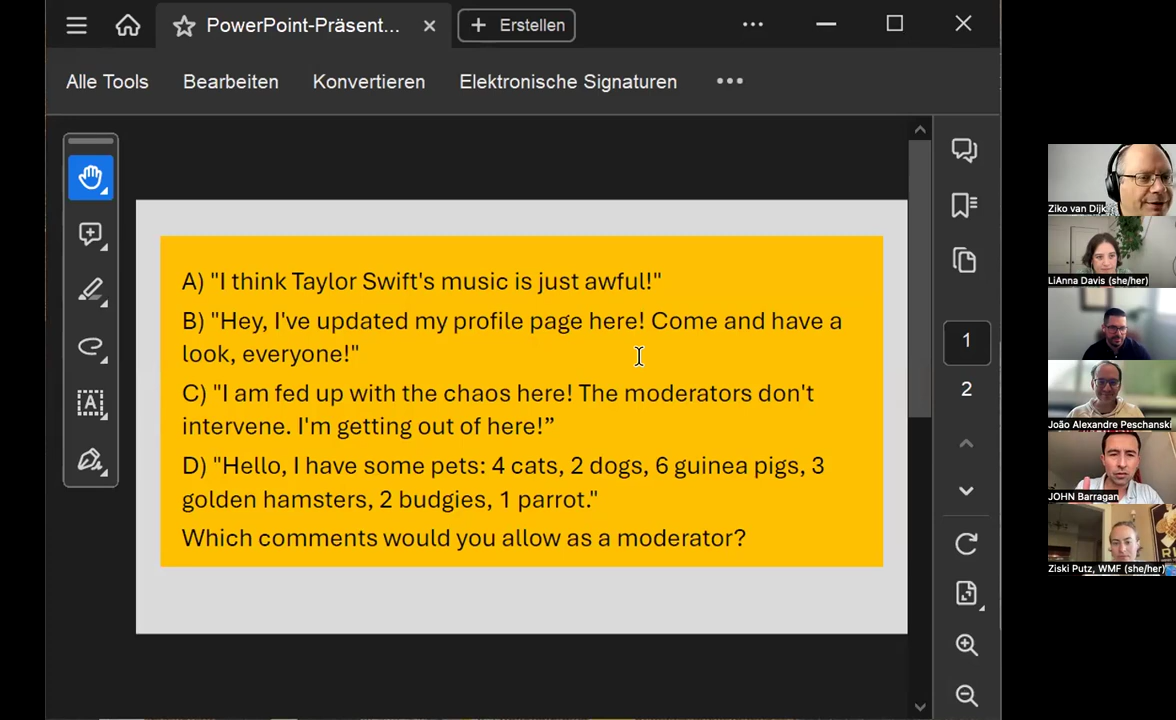 PowerPoint-Präsent...
+ Erstellen
Alle Tools
Bearbeiten
Konvertieren
Elektronische Signaturen
A) "I think Taylor Swift's music is just awful!"
B) "Hey, I've updated my profile page here! Come and have a
look, everyone!"
C) "I am fed up with the chaos here! The moderators don't
intervene. I'm getting out of here!”
D) "Hello, I have some pets: 4 cats, 2 dogs, 6 guinea pigs, 3
golden hamsters, 2 budgies, 1 parrot."
Which comments would you allow as a moderator?
1
2
Ziko van Dijk
LiAnna Davis (she/her)
João Alexandre Peschanski
JOHN Barragan
Ziski Putz, WMF (she/her)